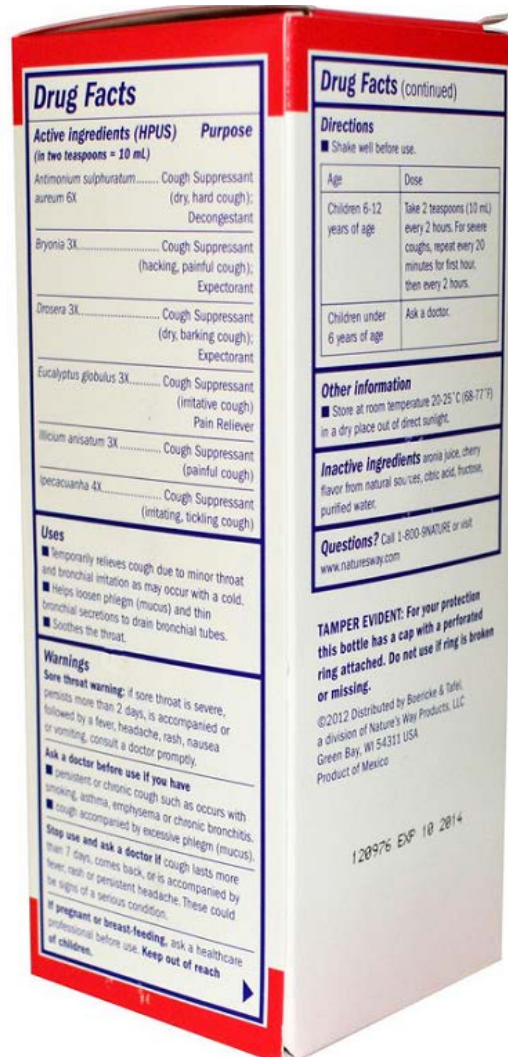 Drug Facts
Active ingredients (HPUS) Purpose
(in two teaspoons = 10 mL)
Antimonium sulphuratum....... Cough Suppressant
aureum 6X (dry, hard cough);
Decongestant
Bryonia 3X........................ Cough Suppressant
(hacking, painful cough);
Expectorant
Drosera 3X........................ Cough Suppressant
(dry, barking cough);
Expectorant
Eucalyptus globulus 3X.......... Cough Suppressant
(irritative cough)
Pain Reliever
Illicium anisatum 3X ............. Cough Suppressant
(painful cough)
Ipecacuanha 4X................... Cough Suppressant
(irritating, tickling cough)
Uses
■ Temporarily relieves cough due to minor throat
and bronchial irritation as may occur with a cold.
■ Helps loosen phlegm (mucus) and thin
bronchial secretions to drain bronchial tubes.
■ Soothes the throat.
Warnings
Sore throat warning: if sore throat is severe,
persists more than 2 days, is accompanied or
followed by a fever, headache, rash, nausea
or vomiting, consult a doctor promptly.
Ask a doctor before use if you have
■ persistent or chronic cough such as occurs with
smoking, asthma, emphysema or chronic bronchitis.
■ cough accompanied by excessive phlegm (mucus).
Stop use and ask a doctor if cough lasts more
than 7 days, comes back, or is accompanied by
fever, rash or persistent headache. These could
be signs of a serious condition.
If pregnant or breast-feeding, ask a healthcare
professional before use. Keep out of reach
of children.
Drug Facts (continued)
Directions
■ Shake well before use.
Age Dose
Children 6-12 Take 2 teaspoons (10 mL)
years of age every 2 hours. For severe
coughs, repeat every 20
minutes for first hour,
then every 2 hours.
Children under Ask a doctor.
6 years of age
Other information
■ Store at room temperature 20-25°C (68-77°F)
in a dry place out of direct sunlight.
Inactive ingredients aronia juice, cherry
flavor from natural sources, citric acid, fructose,
purified water.
Questions? Call 1-800-9NATURE or visit
www.naturesway.com
TAMPER EVIDENT: For your protection
this bottle has a cap with a perforated
ring attached. Do not use if ring is broken
or missing.
©2012 Distributed by Boericke & Tafel,
a division of Nature's Way Products, LLC
Green Bay, WI 54311 USA
Product of Mexico
120976 EXP 10 2014